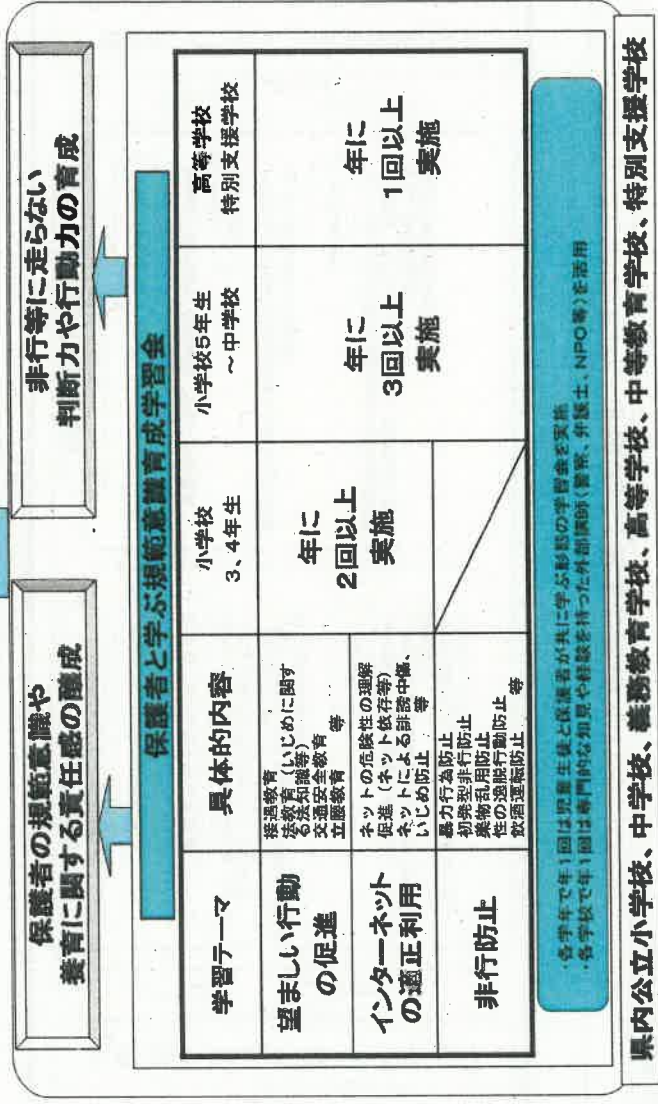 保護者の規範意識や
養育に関する責任感の醸成
非行等に走らない
判断力や行動力の育成
保護者と学ぶ規範意識育成学習会
学習テーマ
具体的内容
小学校
3、4年生
小学校5年生
～中学校
高等学校
特別支援学校
望ましい行動
の促進
接遇教育
法教育（いじめに関す
る法知識等）
交通安全教育
立腰教育　等
年に
2回以上
実施
年に
3回以上
実施
年に
1回以上
実施
インターネット
の適正利用
ネットの危険性の理解
促進（ネット依存等）
ネットによる誹謗中傷、
いじめ防止　等
非行防止
暴力行為防止
初発型非行防止
薬物乱用防止
性の逸脱行動防止
飲酒運転防止　等
・各学年で年1回は児童生徒と保護者が共に学ぶ形態の学習会を実施
・各学校で年1回は専門的な知見や経験を持った外部講師（警察、弁護士、NPO等）を活用
県内公立小学校、中学校、義務教育学校、高等学校、中等教育学校、特別支援学校